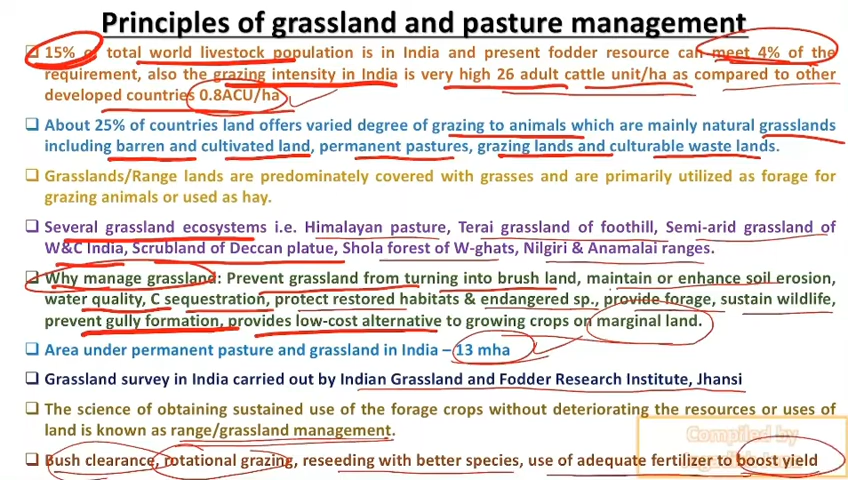 Principles of grassland and pasture management
❑ 15% of total world livestock population is in India and present fodder resource can meet 4% of the
requirement, also the grazing intensity in India is very high 26 adult cattle unit/ha as compared to other
developed countries 0.8ACU/ha
❑ About 25% of countries land offers varied degree of grazing to animals which are mainly natural grasslands
including barren and cultivated land, permanent pastures, grazing lands and culturable waste lands.
❑ Grasslands/Range lands are predominately covered with grasses and are primarily utilized as forage for
grazing animals or used as hay.
❑ Several grassland ecosystems i.e. Himalayan pasture, Terai grassland of foothill, Semi-arid grassland of
W&C India, Scrubland of Deccan platue, Shola forest of W-ghats, Nilgiri & Anamalai ranges.
❑ Why manage grassland: Prevent grassland from turning into brush land, maintain or enhance soil erosion,
water quality, C sequestration, protect restored habitats & endangered sp., provide forage, sustain wildlife,
prevent gully formation, provides low-cost alternative to growing crops on marginal land.
❑ Area under permanent pasture and grassland in India – 13 mha
❑ Grassland survey in India carried out by Indian Grassland and Fodder Research Institute, Jhansi
❑ The science of obtaining sustained use of the forage crops without deteriorating the resources or uses of
land is known as range/grassland management.
Compiled by
❑ Bush clearance, rotational grazing, reseeding with better species, use of adequate fertilizer to boost yield